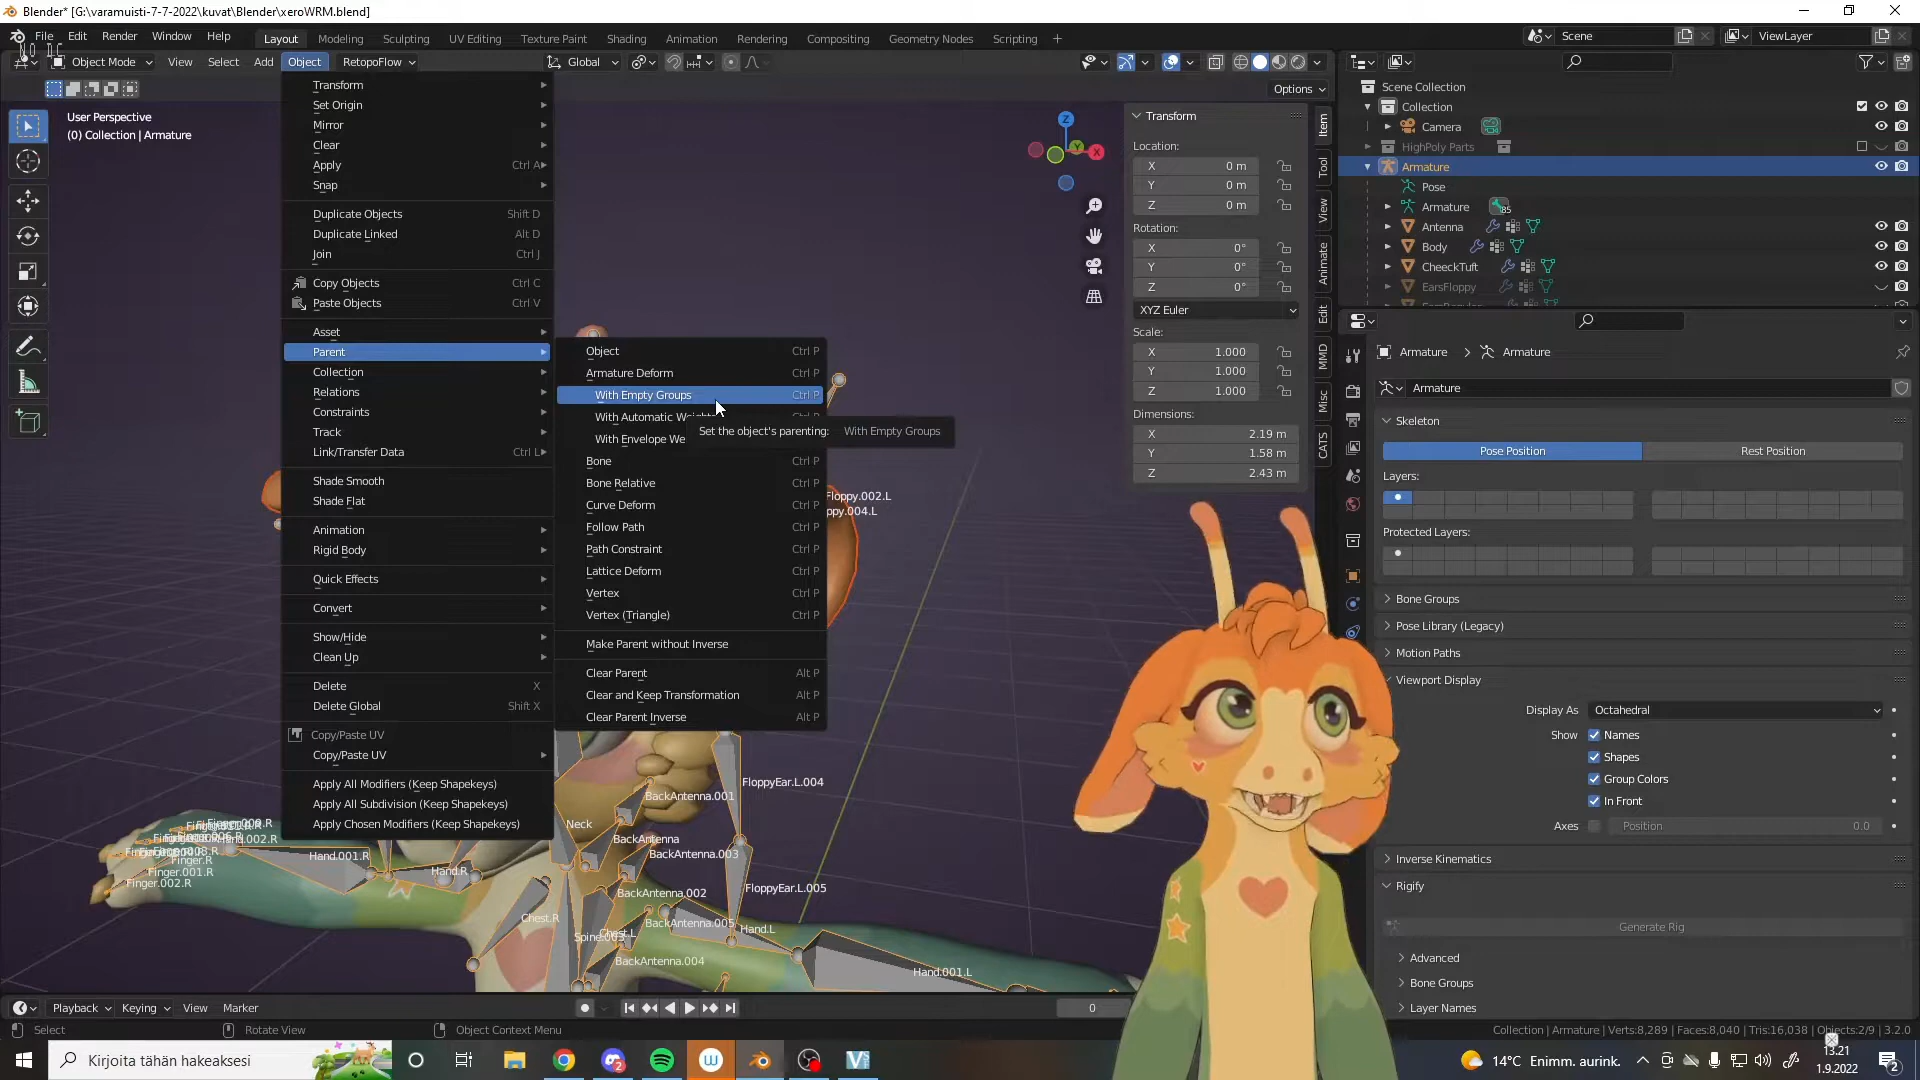 Blender* [G:\varamuisti-7-7-2022\kuvat\Blender\xeroWRM.blend]
File Edit Render Window Help Layout Modeling Sculpting UV Editing Texture Paint Shading Animation Rendering Compositing Geometry Nodes Scripting + Scene ViewLayer
Object Mode View Select Add Object RetopoFlow Global
Options
User Perspective
(0) Collection | Armature
Transform
Set Origin
Mirror
Clear
Apply Ctrl A
Snap
Duplicate Objects Shift D
Duplicate Linked Alt D
Join Ctrl J
Copy Objects Ctrl C
Paste Objects Ctrl V
Asset
Parent
Collection
Relations
Constraints
Track
Link/Transfer Data Ctrl L
Shade Smooth
Shade Flat
Animation
Rigid Body
Quick Effects
Convert
Show/Hide
Clean Up
Delete X
Delete Global Shift X
Copy/Paste UV
Copy/Paste UV
Apply All Modifiers (Keep Shapekeys)
Apply All Subdivision (Keep Shapekeys)
Apply Chosen Modifiers (Keep Shapekeys)
Object Ctrl P
Armature Deform Ctrl P
With Empty Groups Ctrl P
With Automatic
With Envelope We
Set the object's parenting: With Empty Groups
Bone Ctrl P
Bone Relative Ctrl P
Curve Deform Ctrl P
Follow Path Ctrl P
Path Constraint Ctrl P
Lattice Deform Ctrl P
Vertex Ctrl P
Vertex (Triangle) Ctrl P
Make Parent without Inverse
Clear Parent Alt P
Clear and Keep Transformation Alt P
Clear Parent Inverse Alt P
Floppy.002.L
ppy.004.L
FloppyEar.L.004
BackAntenna.001
Neck
BackAntenna
BackAntenna.003
FloppyEar.L.005
BackAntenna.002
BackAntenna.005
Hand.L
BackAntenna.004
Hand.001.L
Chest.R
Chest.L
Spine.003
Hand.001.R
Hand.R
Hand.002.R
Finger.R
Finger.001.R
Finger.002.R
Z
Y
X
Transform
Location:
X 0 m
Y 0 m
Z 0 m
Rotation:
X 0°
Y 0°
Z 0°
XYZ Euler
Scale:
X 1.000
Y 1.000
Z 1.000
Dimensions:
X 2.19 m
Y 1.58 m
Z 2.43 m
Item
Tool
View
Animate
Edit
MMD
Misc
CATS
Scene Collection
Collection
Camera
HighPoly Parts
Armature
Pose
Armature 85
Antenna
Body
CheeckTuft
EarsFloppy
Armature > Armature
Armature
Skeleton
Pose Position Rest Position
Layers:
Protected Layers:
Bone Groups
Pose Library (Legacy)
Motion Paths
Viewport Display
Display As Octahedral
Show Names
Shapes
Group Colors
In Front
Axes Position 0.0
Inverse Kinematics
Rigify
Generate Rig
Advanced
Bone Groups
Layer Names
Playback Keying View Marker 0
Select Rotate View Object Context Menu
Collection | Armature | Verts:8,289 | Faces:8,040 | Tris:16,038 | Objects:2/9 | 3.2.0
Kirjoita tähän hakeaksesi
14°C Enimm. aurink.
13.21
1.9.2022
2